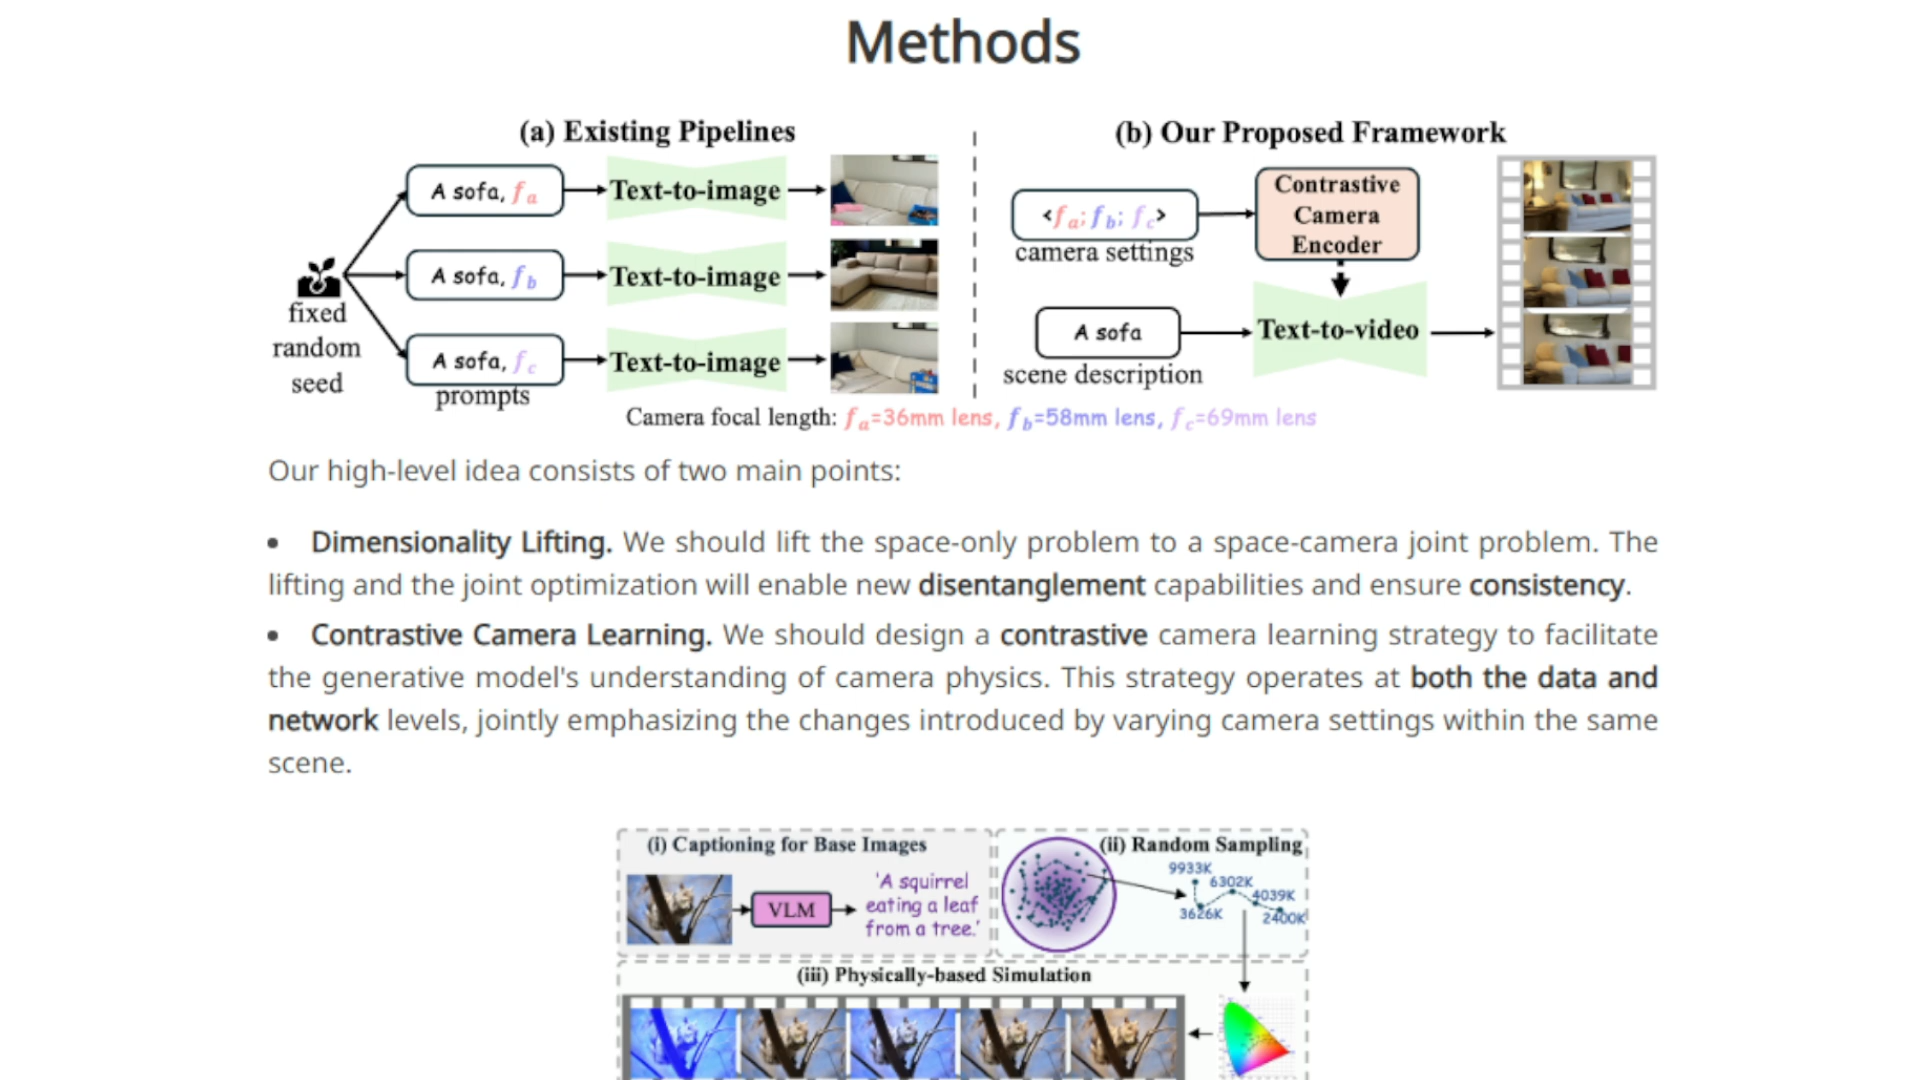 Methods
(a) Existing Pipelines
(b) Our Proposed Framework
A sofa, fa
Text-to-image
A sofa, fb
Text-to-image
A sofa, fc
Text-to-image
fixed
random
seed
prompts
<fa; fb; fc>
camera settings
Contrastive
Camera
Encoder
A sofa
scene description
Text-to-video
Camera focal length: fa=36mm lens, fb=58mm lens, fc=69mm lens
Our high-level idea consists of two main points:
• Dimensionality Lifting. We should lift the space-only problem to a space-camera joint problem. The
lifting and the joint optimization will enable new disentanglement capabilities and ensure consistency.
• Contrastive Camera Learning. We should design a contrastive camera learning strategy to facilitate
the generative model's understanding of camera physics. This strategy operates at both the data and
network levels, jointly emphasizing the changes introduced by varying camera settings within the same
scene.
(i) Captioning for Base Images
VLM
'A squirrel
eating a leaf
from a tree.'
(ii) Random Sampling
9933K
6302K
4039K
3626K
2400K
(iii) Physically-based Simulation